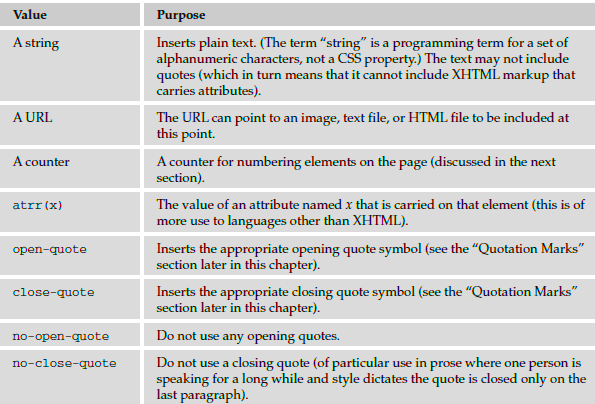 Value Purpose
A string Inserts plain text. (The term “string” is a programming term for a set of
alphanumeric characters, not a CSS property.) The text may not include
quotes (which in turn means that it cannot include XHTML markup that
carries attributes).
A URL The URL can point to an image, text file, or HTML file to be included at
this point.
A counter A counter for numbering elements on the page (discussed in the next
section).
atrr(x) The value of an attribute named x that is carried on that element (this is of
more use to languages other than XHTML).
open-quote Inserts the appropriate opening quote symbol (see the “Quotation Marks”
section later in this chapter).
close-quote Inserts the appropriate closing quote symbol (see the “Quotation Marks”
section later in this chapter).
no-open-quote Do not use any opening quotes.
no-close-quote Do not use a closing quote (of particular use in prose where one person is
speaking for a long while and style dictates the quote is closed only on the
last paragraph).